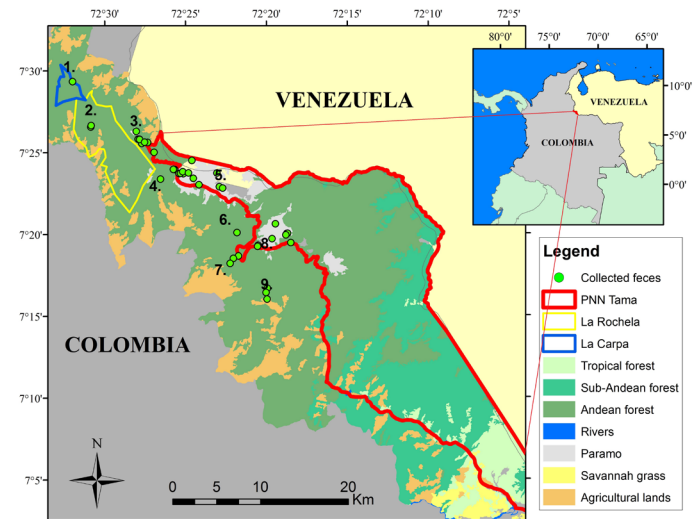 72°30' 72°25' 72°20' 72°15' 72°10' 72°5'
80°0' 75°0' 70°0' 65°0'
7°30'
7°25'
7°20'
7°15'
7°10'
7°5'
10°0'
5°0'
0°0'
VENEZUELA
COLOMBIA
VENEZUELA
COLOMBIA
1.
2.
3.
4.
5.
6.
7.
8.
9.
N
0 10 20
Km
Legend
Collected feces
PNN Tama
La Rochela
La Carpa
Tropical forest
Sub-Andean forest
Andean forest
Rivers
Paramo
Savannah grass
Agricultural lands